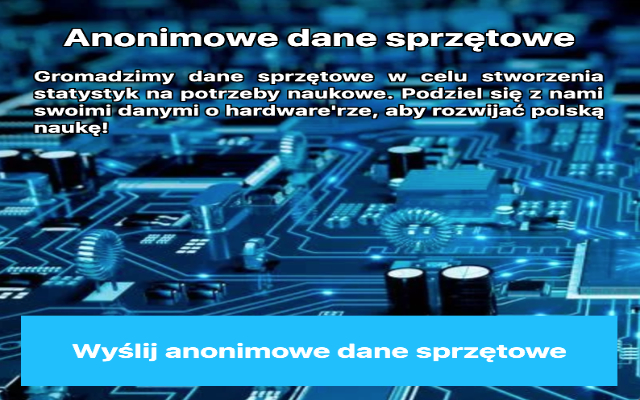 Anonimowe dane sprzętowe
Gromadzimy dane sprzętowe w celu stworzenia
statystyk na potrzeby naukowe. Podziel się z nami
swoimi danymi o hardware'rze, aby rozwijać polską
naukę!
Wyślij anonimowe dane sprzętowe